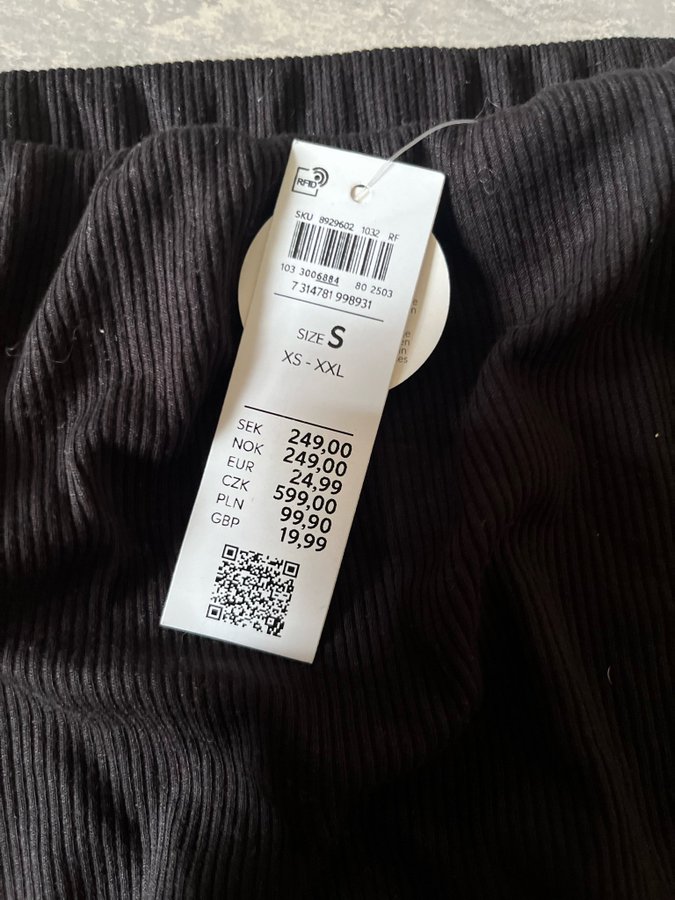 RFID
SKU 8929602 1032 RF
103 3006884 80 2503
7 314781 998931
SIZE S
XS - XXL
SEK 249,00
NOK 249,00
EUR 24,99
CZK 599,00
PLN 99,90
GBP 19,99